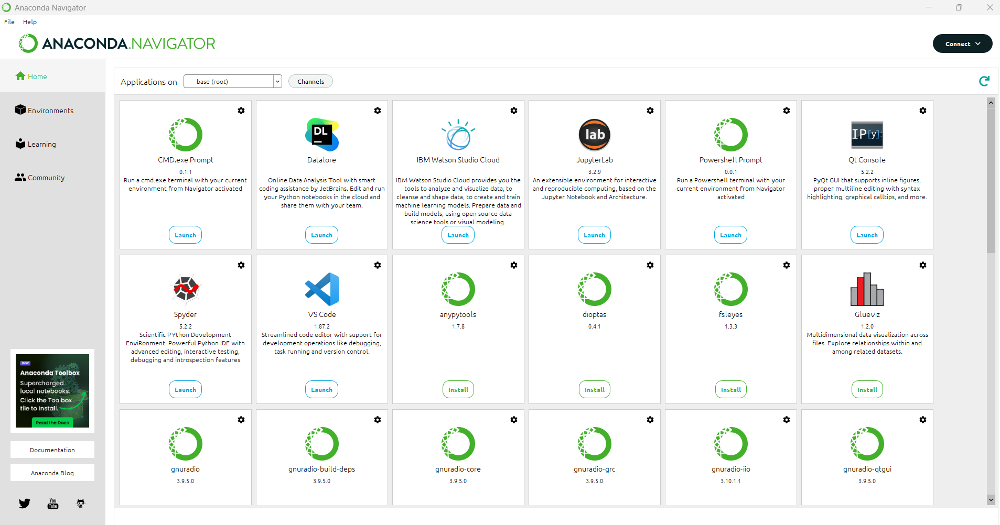 Anaconda Navigator
File Help
ANACONDA.NAVIGATOR
Connect
Home
Environments
Learning
Community
NEW
Anaconda Toolbox
Supercharged
local notebooks.
Click the Toolbox
tile to Install.
Read the Docs
Documentation
Anaconda Blog
You
Tube
Applications on base (root) Channels
CMD.exe Prompt
0.1.1
Run a cmd.exe terminal with your current
environment from Navigator activated
Launch
DL
Datalore
Online Data Analysis Tool with smart
coding assistance by JetBrains. Edit and run
your Python notebooks in the cloud and
share them with your team.
Launch
IBM Watson Studio Cloud
IBM Watson Studio Cloud provides you the
tools to analyze and visualize data, to
cleanse and shape data, to create and train
machine learning models. Prepare data and
build models, using open source data
science tools or visual modeling.
Launch
lab
JupyterLab
3.2.9
An extensible environment for interactive
and reproducible computing, based on the
Jupyter Notebook and Architecture.
Launch
Powershell Prompt
0.0.1
Run a Powershell terminal with your
current environment from Navigator
activated
Launch
IP[y]:
Qt Console
5.2.2
PyQt GUI that supports inline figures,
proper multiline editing with syntax
highlighting, graphical calltips, and more.
Launch
Spyder
5.2.2
Scientific PYthon Development
EnviRonment. Powerful Python IDE with
advanced editing, interactive testing,
debugging and introspection features
Launch
VS Code
1.87.2
Streamlined code editor with support for
development operations like debugging,
task running and version control.
Launch
anypytools
1.7.8
Install
dioptas
0.4.1
Install
fsleyes
1.3.3
Install
Glueviz
1.2.0
Multidimensional data visualization across
files. Explore relationships within and
among related datasets.
Install
gnuradio
3.9.5.0
gnuradio-build-deps
3.9.5.0
gnuradio-core
3.9.5.0
gnuradio-grc
3.9.5.0
gnuradio-iio
3.10.1.1
gnuradio-qtgui
3.9.5.0